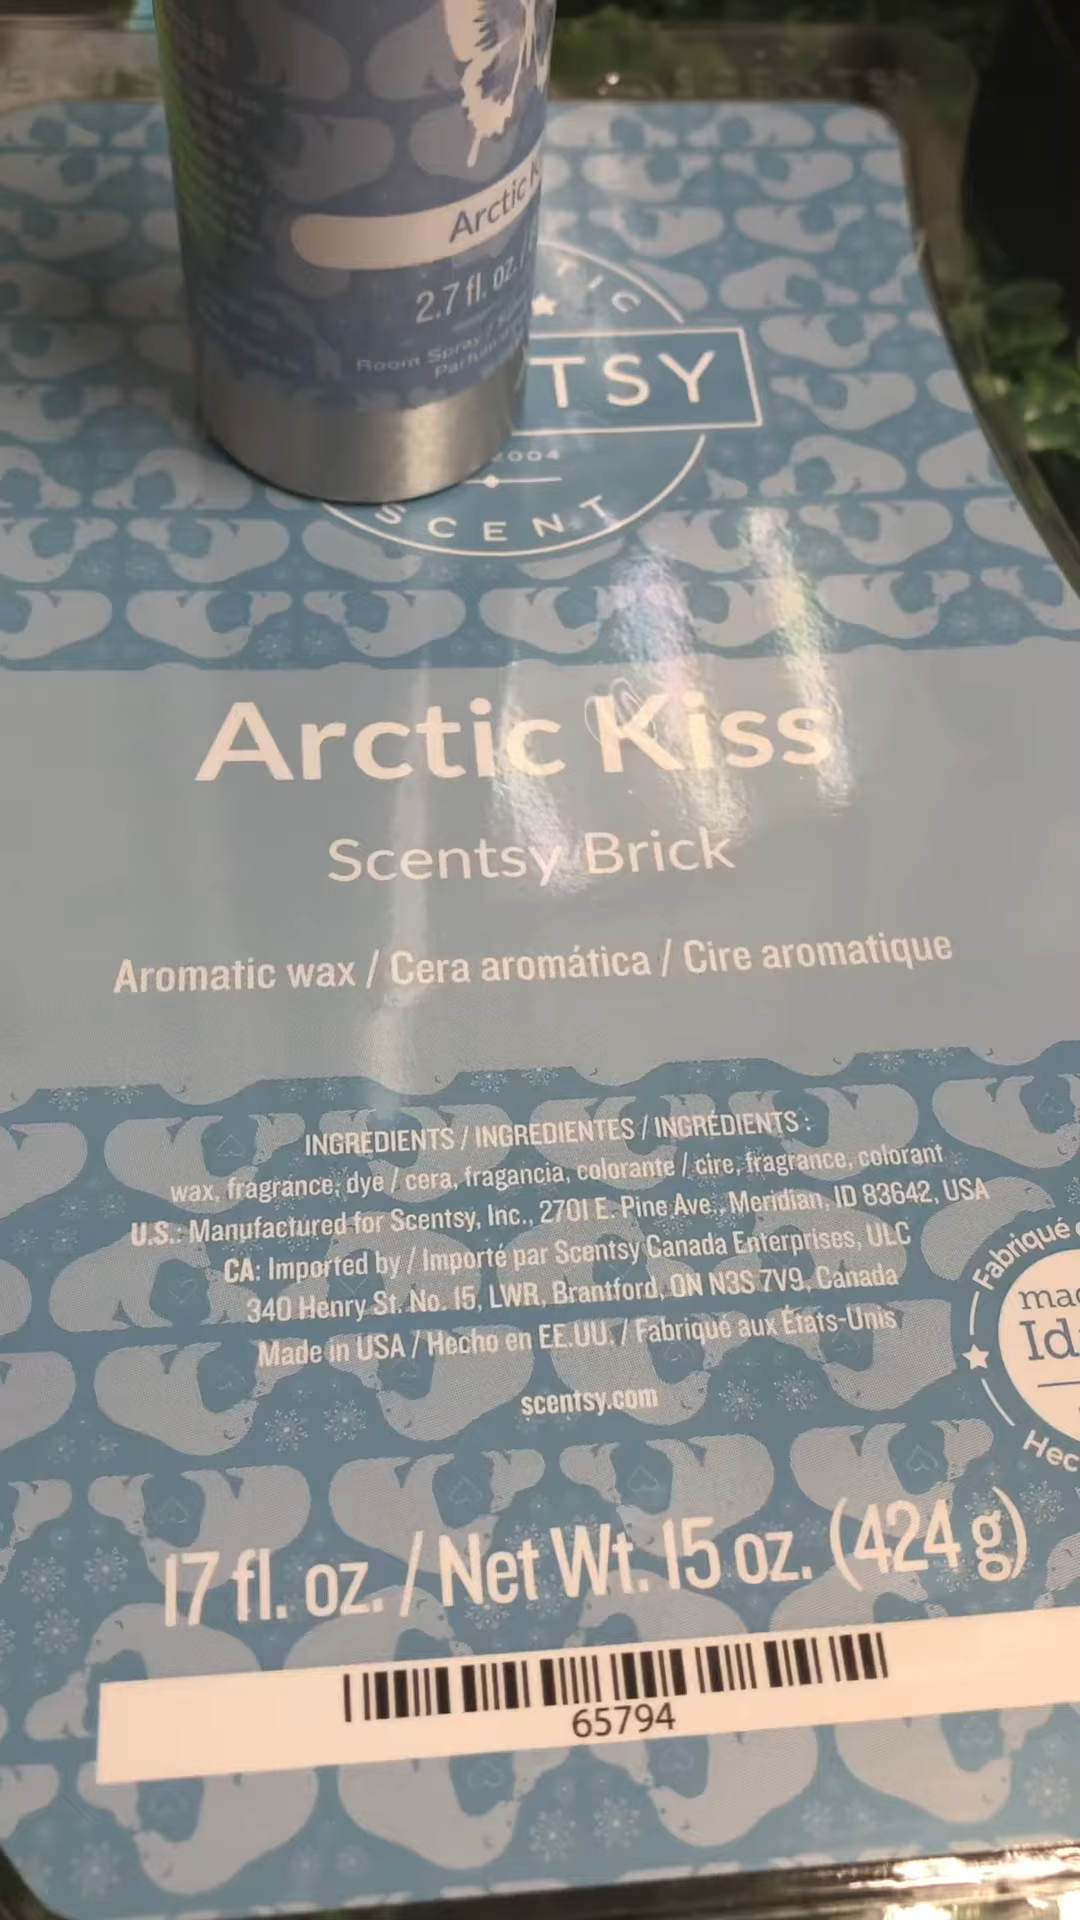 Arctic
2.7 fl. oz.
Room Spray /
TSY
2004
SCENT
Arctic Kiss
Scentsy Brick
Aromatic wax / Cera aromática / Cire aromatique
INGREDIENTS / INGREDIENTES / INGRÉDIENTS :
wax, fragrance, dye / cera, fragancia, colorante / cire, fragrance, colorant
U.S.: Manufactured for Scentsy, Inc., 2701 E. Pine Ave., Meridian, ID 83642, USA
CA: Imported by / Importé par Scentsy Canada Enterprises, ULC
340 Henry St. No. 15, LWR, Brantford, ON N3S 7V9, Canada
Made in USA / Hecho en EE.UU. / Fabriqué aux États-Unis
scentsy.com
Fabriqué
17 fl. oz. / Net Wt. 15 oz. (424 g)
65794